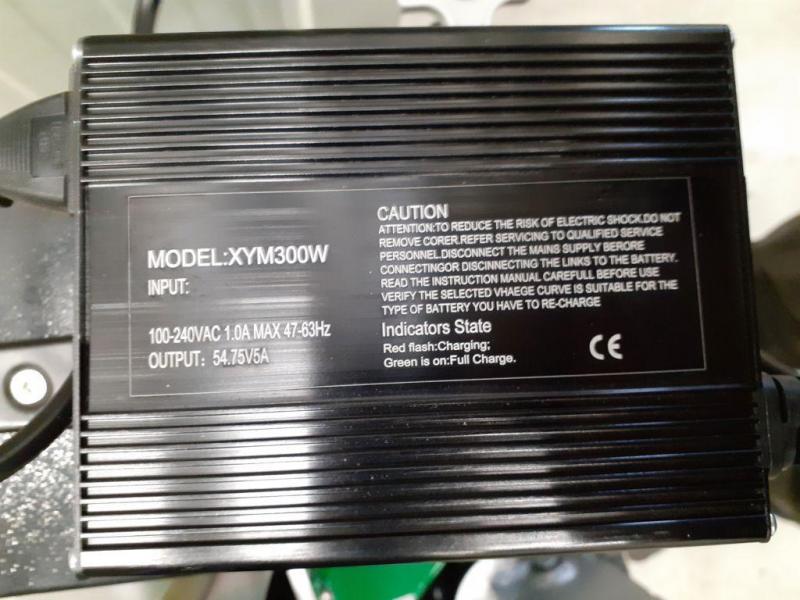 MODEL:XYM300W
INPUT:
100-240VAC 1.0A MAX 47-63Hz
OUTPUT: 54.75V5A
CAUTION
ATTENTION:TO REDUCE THE RISK OF ELECTRIC SHOCK.DO NOT
REMOVE CORER.REFER SERVICING TO QUALIFIED SERVICE
PERSONNEL.DISCONNECT THE MAINS SUPPLY BERORE
CONNECTINGOR DISCINNECTING THE LINKS TO THE BATTERY.
READ THE INSTRUCTION MANUAL CAREFULL BEFORE USE
VERIFY THE SELECTED VHAEGE CURVE IS SUITABLE FOR THE
TYPE OF BATTERY YOU HAVE TO RE-CHARGE
Indicators State
Red flash:Charging;
Green is on:Full Charge.
CE